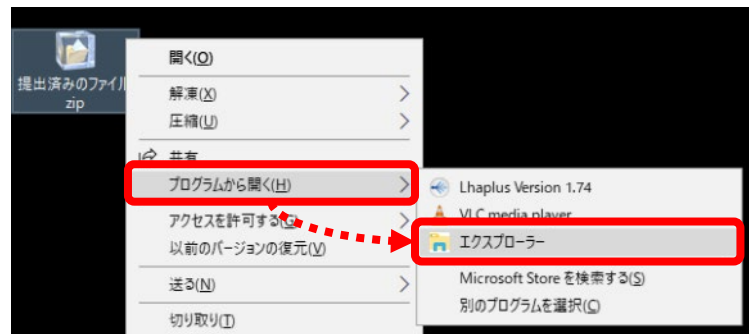 提出済みのファイル
zip
開く(O)
解凍(X)
圧縮(U)
共有
プログラムから開く(H)
アクセスを許可する(G)
以前のバージョンの復元(V)
送る(N)
切り取り(T)
Lhaplus Version 1.74
VLC media player
エクスプローラー
Microsoft Store を検索する(S)
別のプログラムを選択(C)